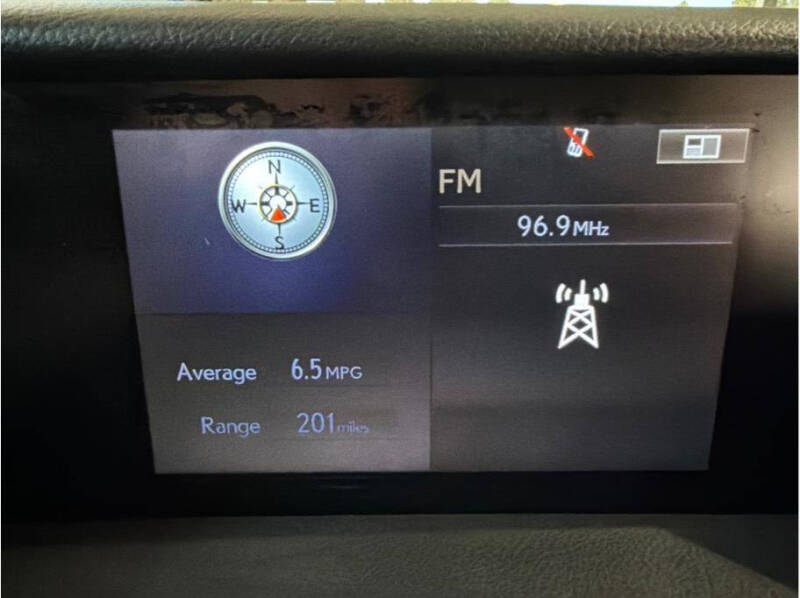 N
W E
S
FM
96.9MHz
Average 6.5MPG
Range 201miles